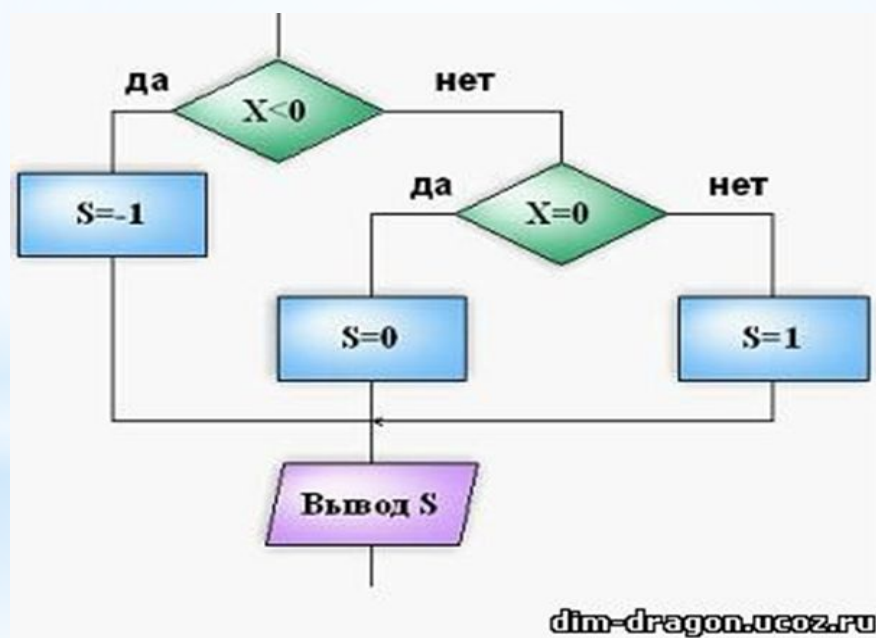 да
нет
X<0
да
нет
S=-1
X=0
S=0
S=1
Вывод S
dim-dragon.ucoz.ru